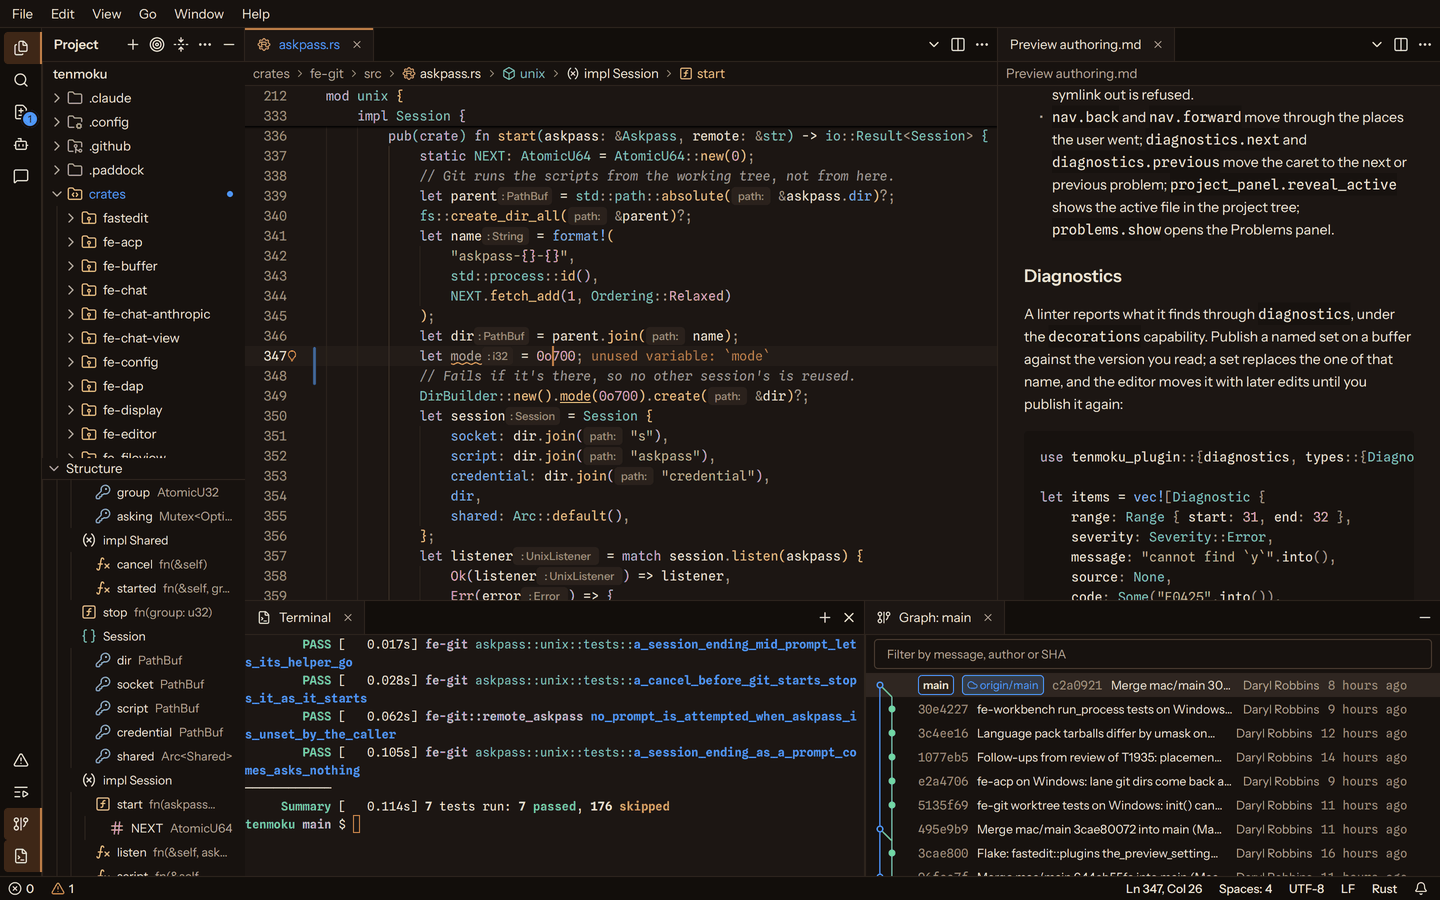 File Edit View Go Window Help
Project
tenmoku
.claude
.config
.github
.paddock
crates
fastedit
fe-acp
fe-buffer
fe-chat
fe-chat-anthropic
fe-chat-view
fe-config
fe-dap
fe-display
fe-editor
fe-fileview
Structure
group AtomicU32
asking Mutex<Opti...
impl Shared
cancel fn(&self)
started fn(&self, gr...
stop fn(group: u32)
Session
dir PathBuf
socket PathBuf
script PathBuf
credential PathBuf
shared Arc<Shared>
impl Session
start fn(askpass...
NEXT AtomicU64
listen fn(&self, ask...
script fn(&self
askpass.rs
crates > fe-git > src > askpass.rs > unix > impl Session > start
212 mod unix {
333 impl Session {
336 pub(crate) fn start(askpass: &Askpass, remote: &str) -> io::Result<Session> {
337 static NEXT: AtomicU64 = AtomicU64::new(0);
338 // Git runs the scripts from the working tree, not from here.
339 let parent : PathBuf = std::path::absolute( path: &askpass.dir)?;
340 fs::create_dir_all( path: &parent)?;
341 let name : String = format!(
342 "askpass-{}-{}",
343 std::process::id(),
344 NEXT.fetch_add(1, Ordering::Relaxed)
345 );
346 let dir : PathBuf = parent.join( path: name);
347 let mode : i32 = 0o700; unused variable: `mode`
348 // Fails if it's there, so no other session's is reused.
349 DirBuilder::new().mode(0o700).create( path: &dir)?;
350 let session : Session = Session {
351 socket: dir.join( path: "s"),
352 script: dir.join( path: "askpass"),
353 credential: dir.join( path: "credential"),
354 dir,
355 shared: Arc::default(),
356 };
357 let listener : UnixListener = match session.listen(askpass) {
358 Ok(listener : UnixListener ) => listener,
359 Err(error : Error ) => {
Preview authoring.md
Preview authoring.md
symlink out is refused.
• nav.back and nav.forward move through the places
the user went; diagnostics.next and
diagnostics.previous move the caret to the next or
previous problem; project_panel.reveal_active
shows the active file in the project tree;
problems.show opens the Problems panel.
Diagnostics
A linter reports what it finds through diagnostics, under
the decorations capability. Publish a named set on a buffer
against the version you read; a set replaces the one of that
name, and the editor moves it with later edits until you
publish it again:
use tenmoku_plugin::{diagnostics, types::{Diagno
let items = vec![Diagnostic {
range: Range { start: 31, end: 32 },
severity: Severity::Error,
message: "cannot find `y`".into(),
source: None,
code: Some("E0425".into()),
Terminal
PASS [ 0.017s] fe-git askpass::unix::tests::a_session_ending_mid_prompt_let
s_its_helper_go
PASS [ 0.028s] fe-git askpass::unix::tests::a_cancel_before_git_starts_stop
s_it_as_it_starts
PASS [ 0.062s] fe-git::remote_askpass no_prompt_is_attempted_when_askpass_i
s_unset_by_the_caller
PASS [ 0.105s] fe-git askpass::unix::tests::a_session_ending_as_a_prompt_co
mes_asks_nothing
Summary [ 0.114s] 7 tests run: 7 passed, 176 skipped
tenmoku main $
Graph: main
Filter by message, author or SHA
main origin/main c2a0921 Merge mac/main 30... Daryl Robbins 8 hours ago
30e4227 fe-workbench run_process tests on Windows... Daryl Robbins 9 hours ago
3c4ee16 Language pack tarballs differ by umask on... Daryl Robbins 12 hours ago
1077eb5 Follow-ups from review of T1935: placemen... Daryl Robbins 14 hours ago
e2a4706 fe-acp on Windows: lane git dirs come back a... Daryl Robbins 9 hours ago
5135f69 fe-git worktree tests on Windows: init() can... Daryl Robbins 11 hours ago
495e9b9 Merge mac/main 3cae80072 into main (Ma... Daryl Robbins 11 hours ago
3cae800 Flake: fastedit::plugins the_preview_setting... Daryl Robbins 16 hours ago
Daryl Robbins 11 hours ago
0 1
Ln 347, Col 26 Spaces: 4 UTF-8 LF Rust